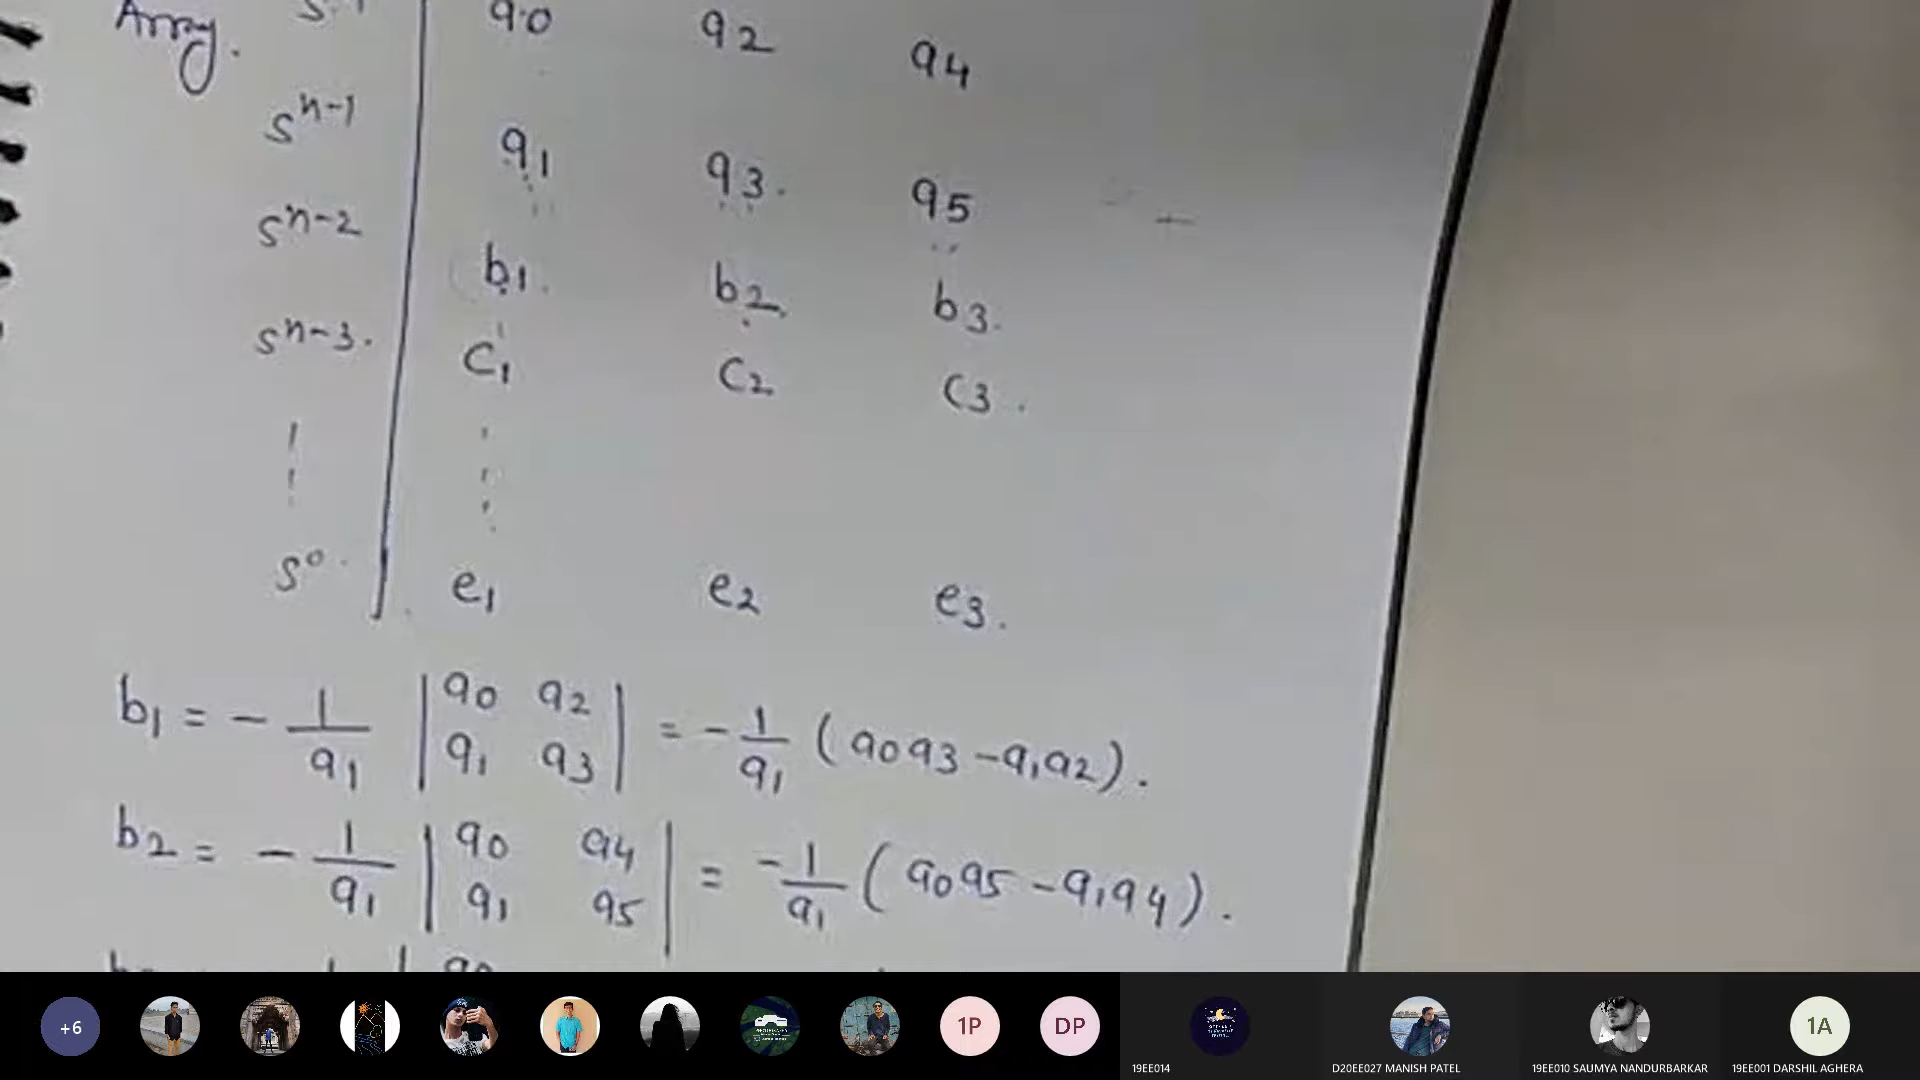 Array.
a0 a2 a4
s^n-1 a1 a3. a5
s^n-2 b1. b2. b3.
s^n-3. c1 c2 c3.
s^0. e1 e2 e3.
b1 = - 1/a1 | a0 a2 a1 a3 | = - 1/a1 (a0a3 - a1a2).
b2 = - 1/a1 | a0 a4 a1 a5 | = -1/a1 (a0a5 - a1a4).
+6
1P
DP
1A
19EE014
D20EE027 MANISH PATEL
19EE010 SAUMYA NANDURBARKAR
19EE001 DARSHIL AGHERA